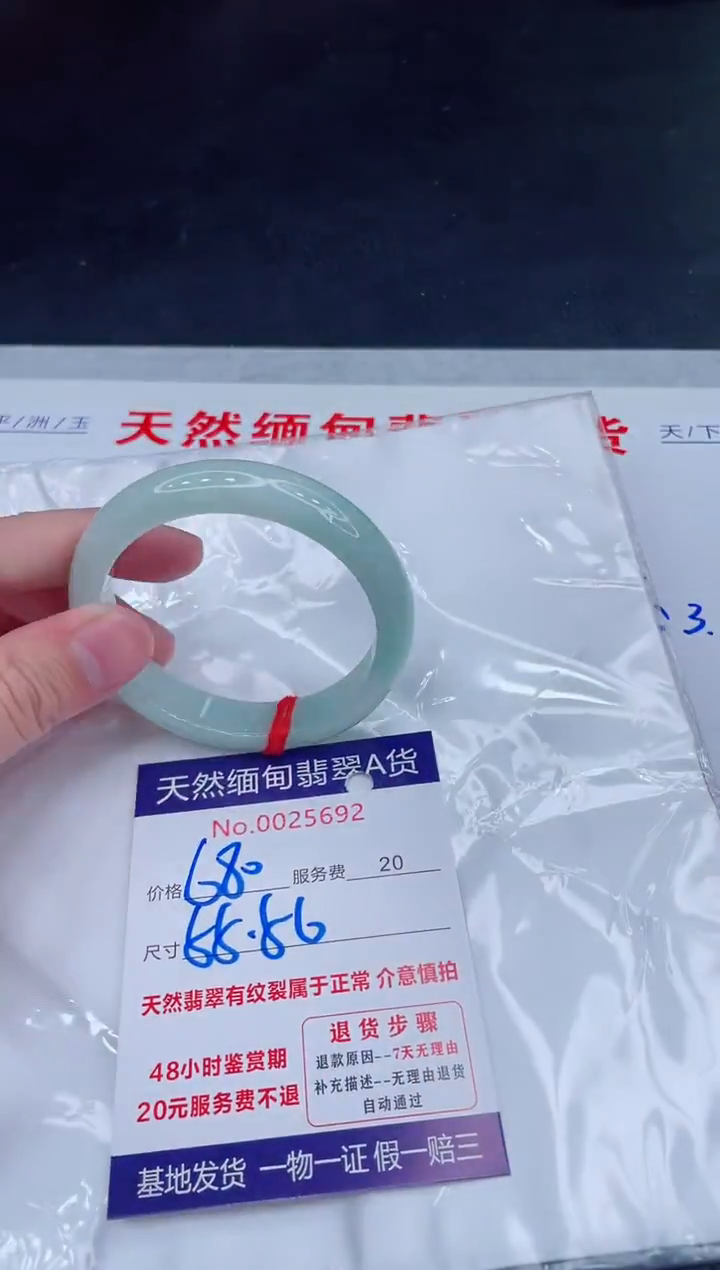 平/洲/玉
天然缅甸翡 货
天/下
3.
天然缅甸翡翠A货
No.0025692
价格 680 服务费 20
尺寸 55.56
天然翡翠有纹裂属于正常 介意慎拍
48小时鉴赏期
20元服务费不退
退货步骤
退款原因--7天无理由
补充描述--无理由退货
自动通过
基地发货 一物一证 假一赔三